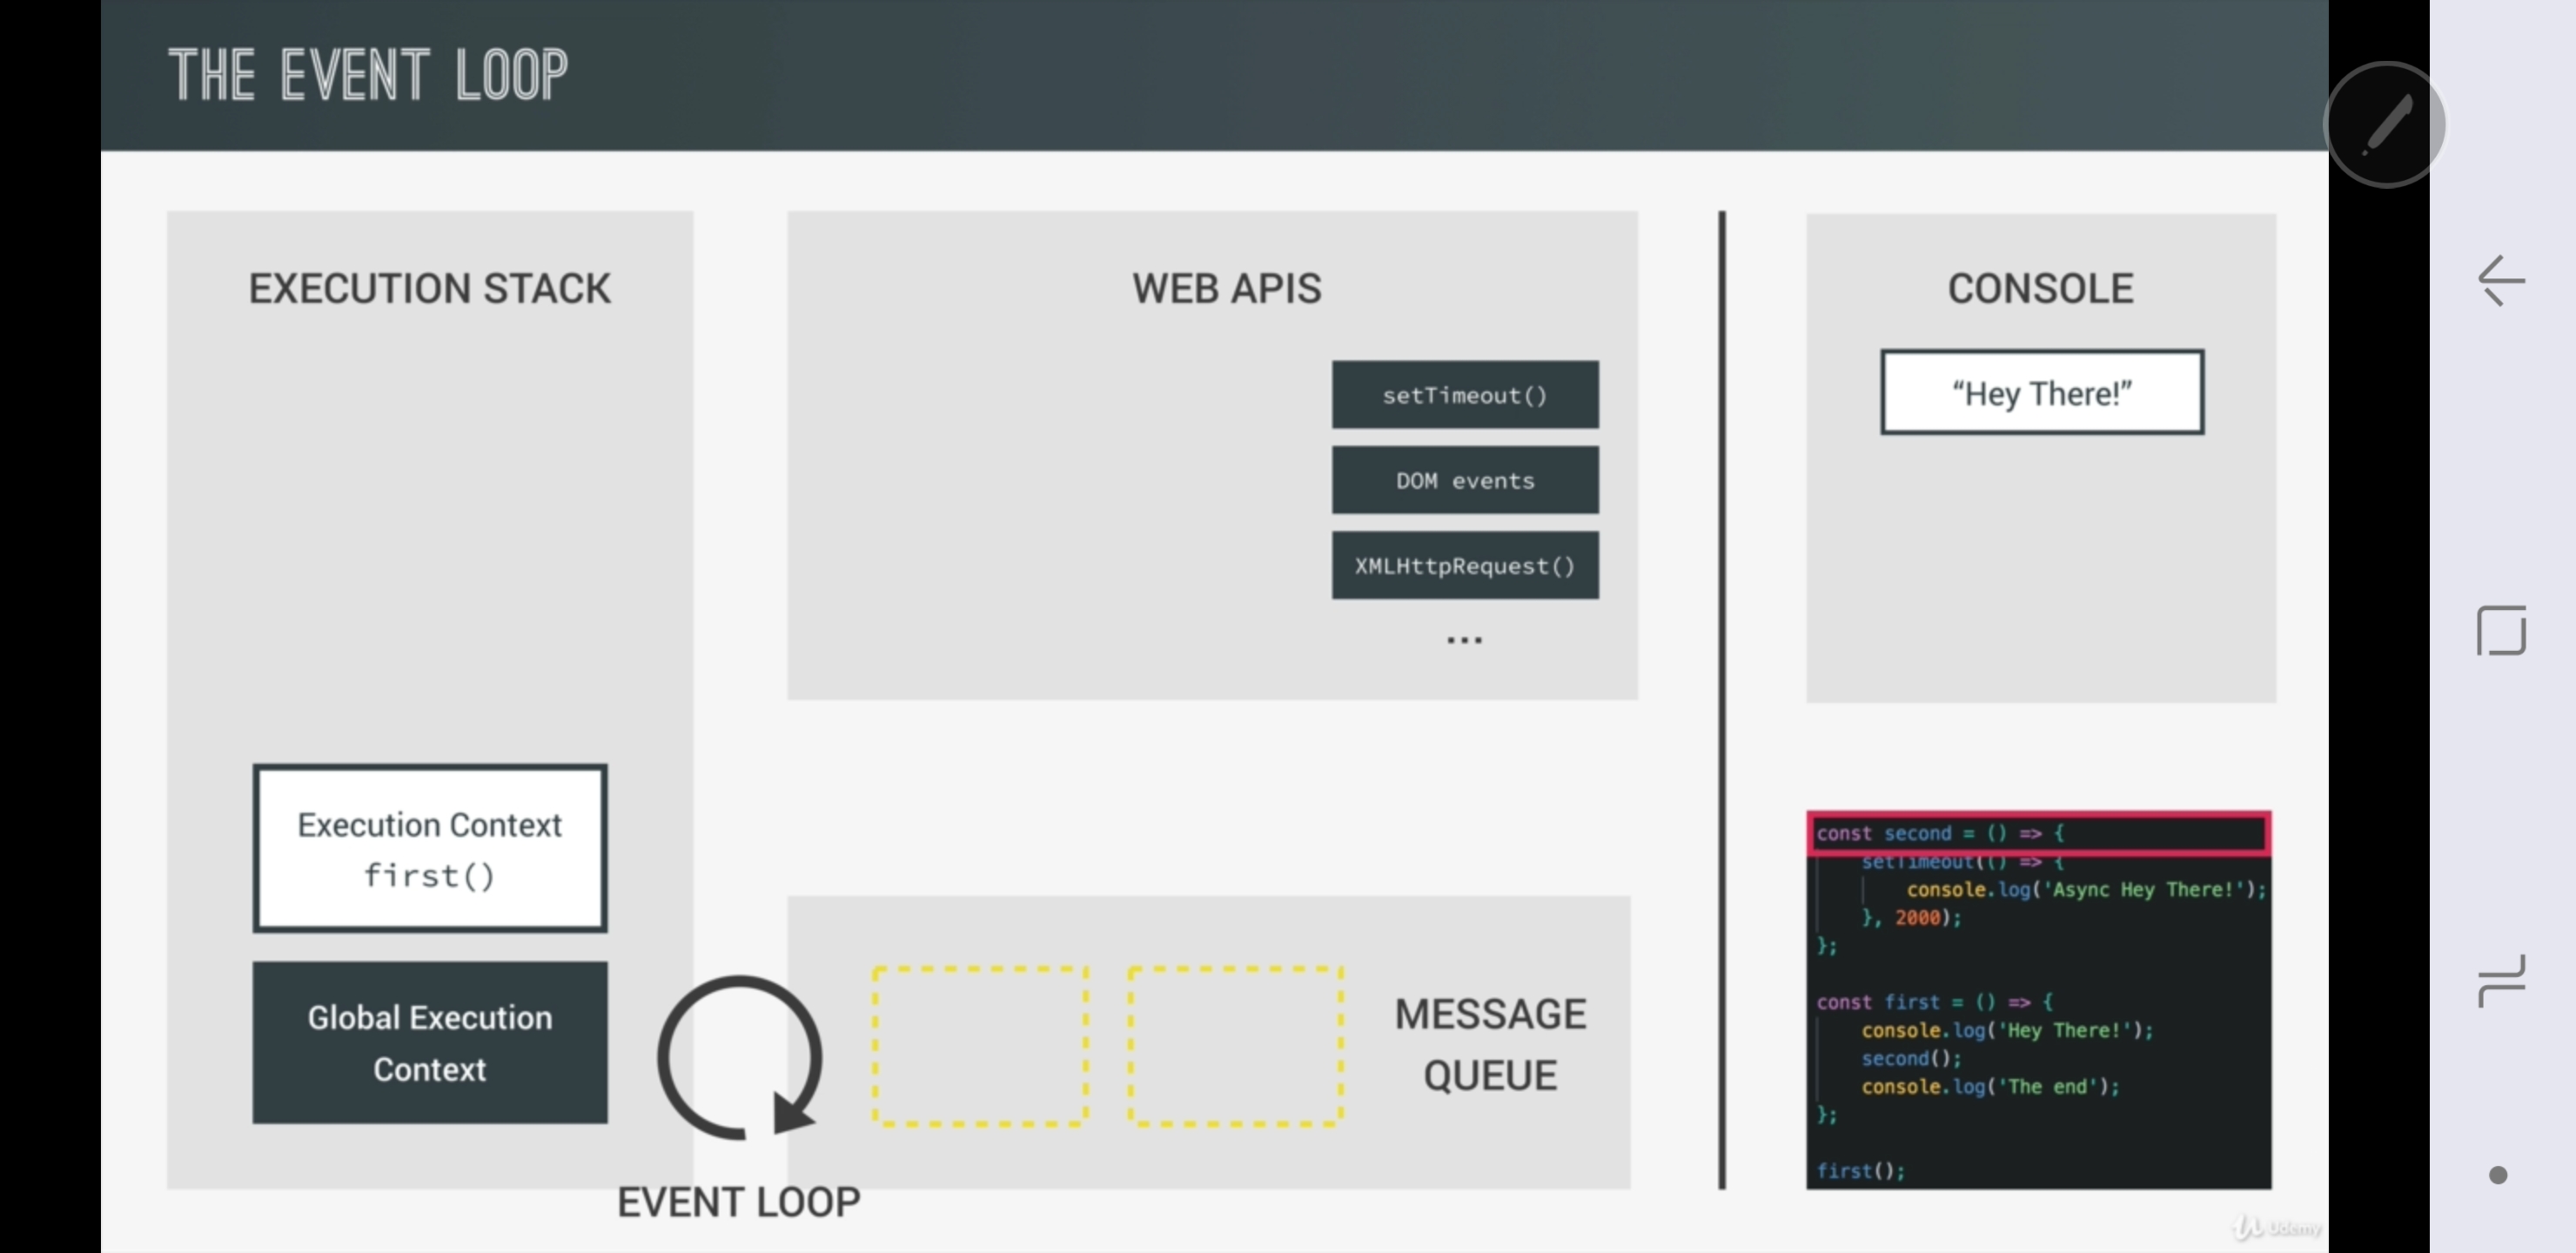 THE EVENT LOOP
EXECUTION STACK
Execution Context
first()
Global Execution
Context
WEB APIS
setTimeout()
DOM events
XMLHttpRequest()
...
EVENT LOOP
MESSAGE
QUEUE
CONSOLE
“Hey There!”
const second = () => {
setTimeout(() => {
console.log('Async Hey There!');
}, 2000);
};
const first = () => {
console.log('Hey There!');
second();
console.log('The end');
};
first();
Udemy